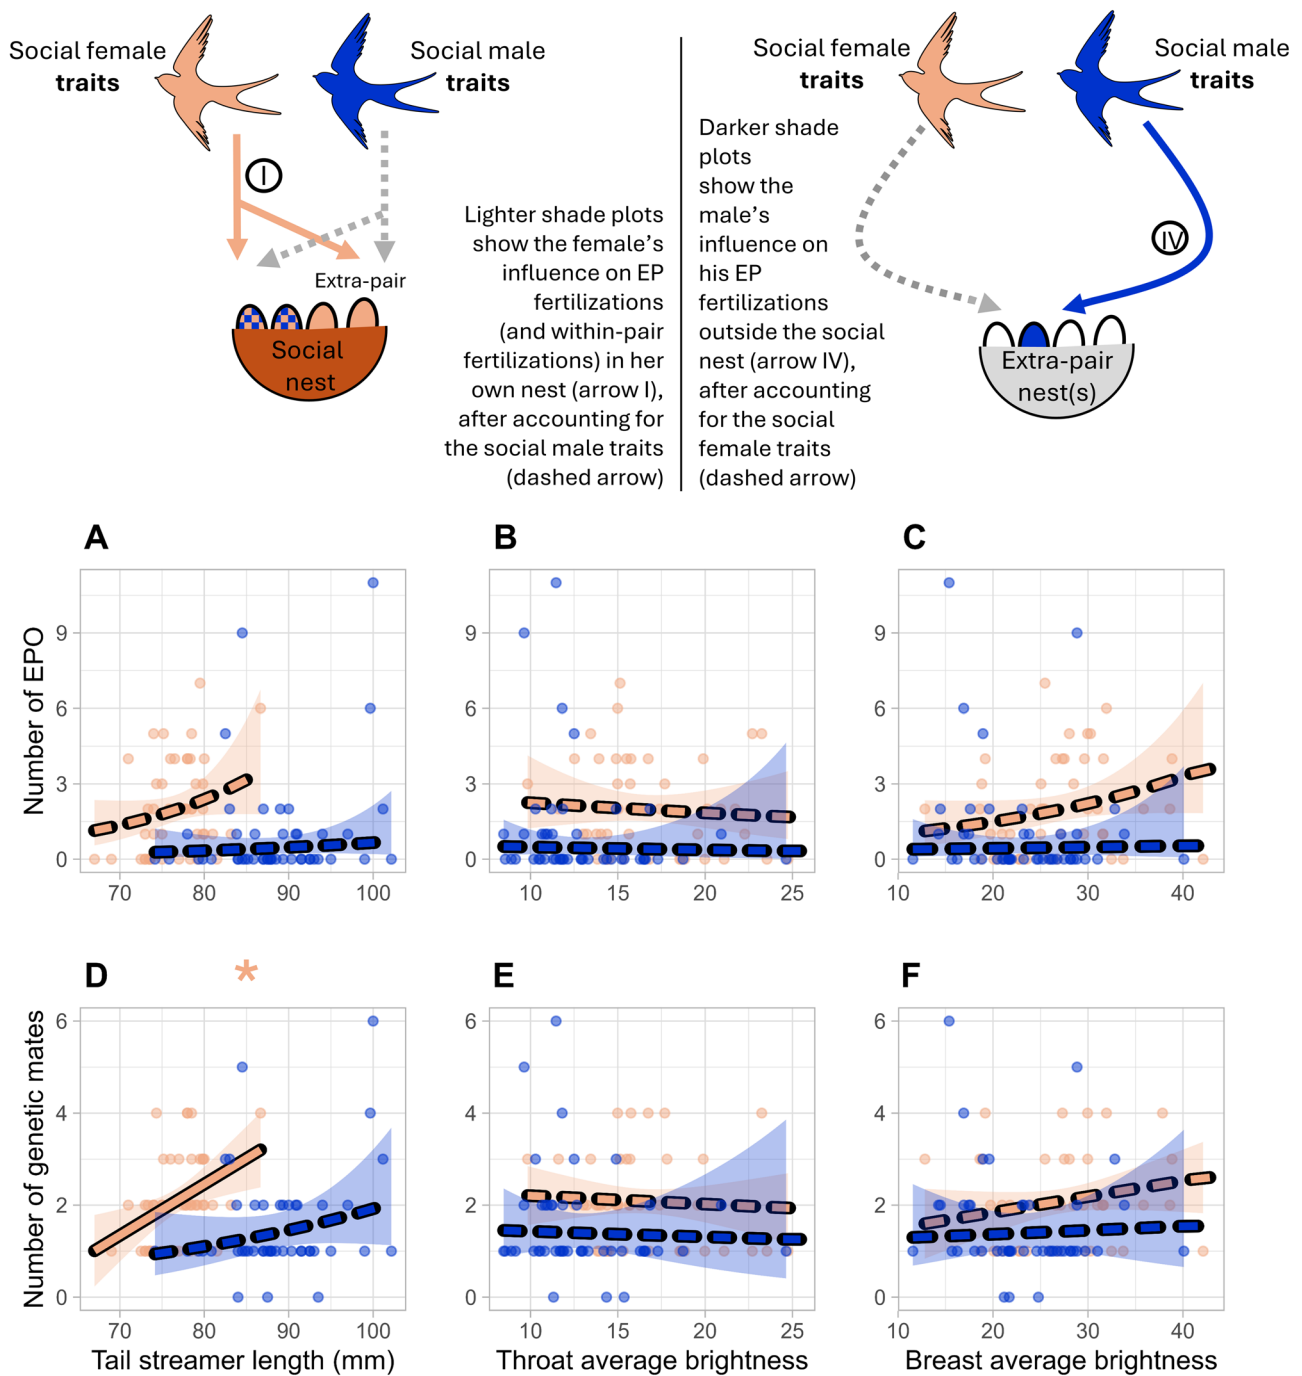 Social female
traits
Social male
traits
I
Lighter shade plots
show the female's
influence on EP
fertilizations
(and within-pair
fertilizations) in her
own nest (arrow I),
after accounting for
the social male traits
(dashed arrow)
Extra-pair
Social
nest
Social female
traits
Social male
traits
Darker shade
plots
show the
male's
influence on
his EP
fertilizations
outside the social
nest (arrow IV),
after accounting
for the social
female traits
(dashed arrow)
IV
Extra-pair
nest(s)
A
B
C
Number of EPO
9
6
3
0
70 80 90 100
9
6
3
0
10 15 20 25
9
6
3
0
10 20 30 40
D
*
E
F
Number of genetic mates
6
4
2
0
70 80 90 100
Tail streamer length (mm)
6
4
2
0
10 15 20 25
Throat average brightness
6
4
2
0
10 20 30 40
Breast average brightness